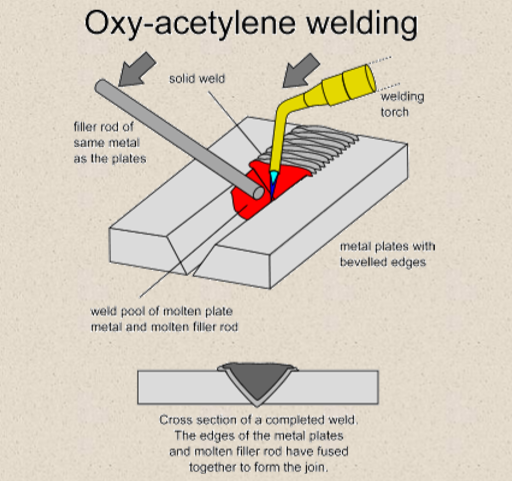 Oxy-acetylene welding
solid weld
welding
torch
filler rod of
same metal
as the plates
metal plates with
bevelled edges
weld pool of molten plate
metal and molten filler rod
Cross section of a completed weld.
The edges of the metal plates
and molten filler rod have fused
together to form the join.